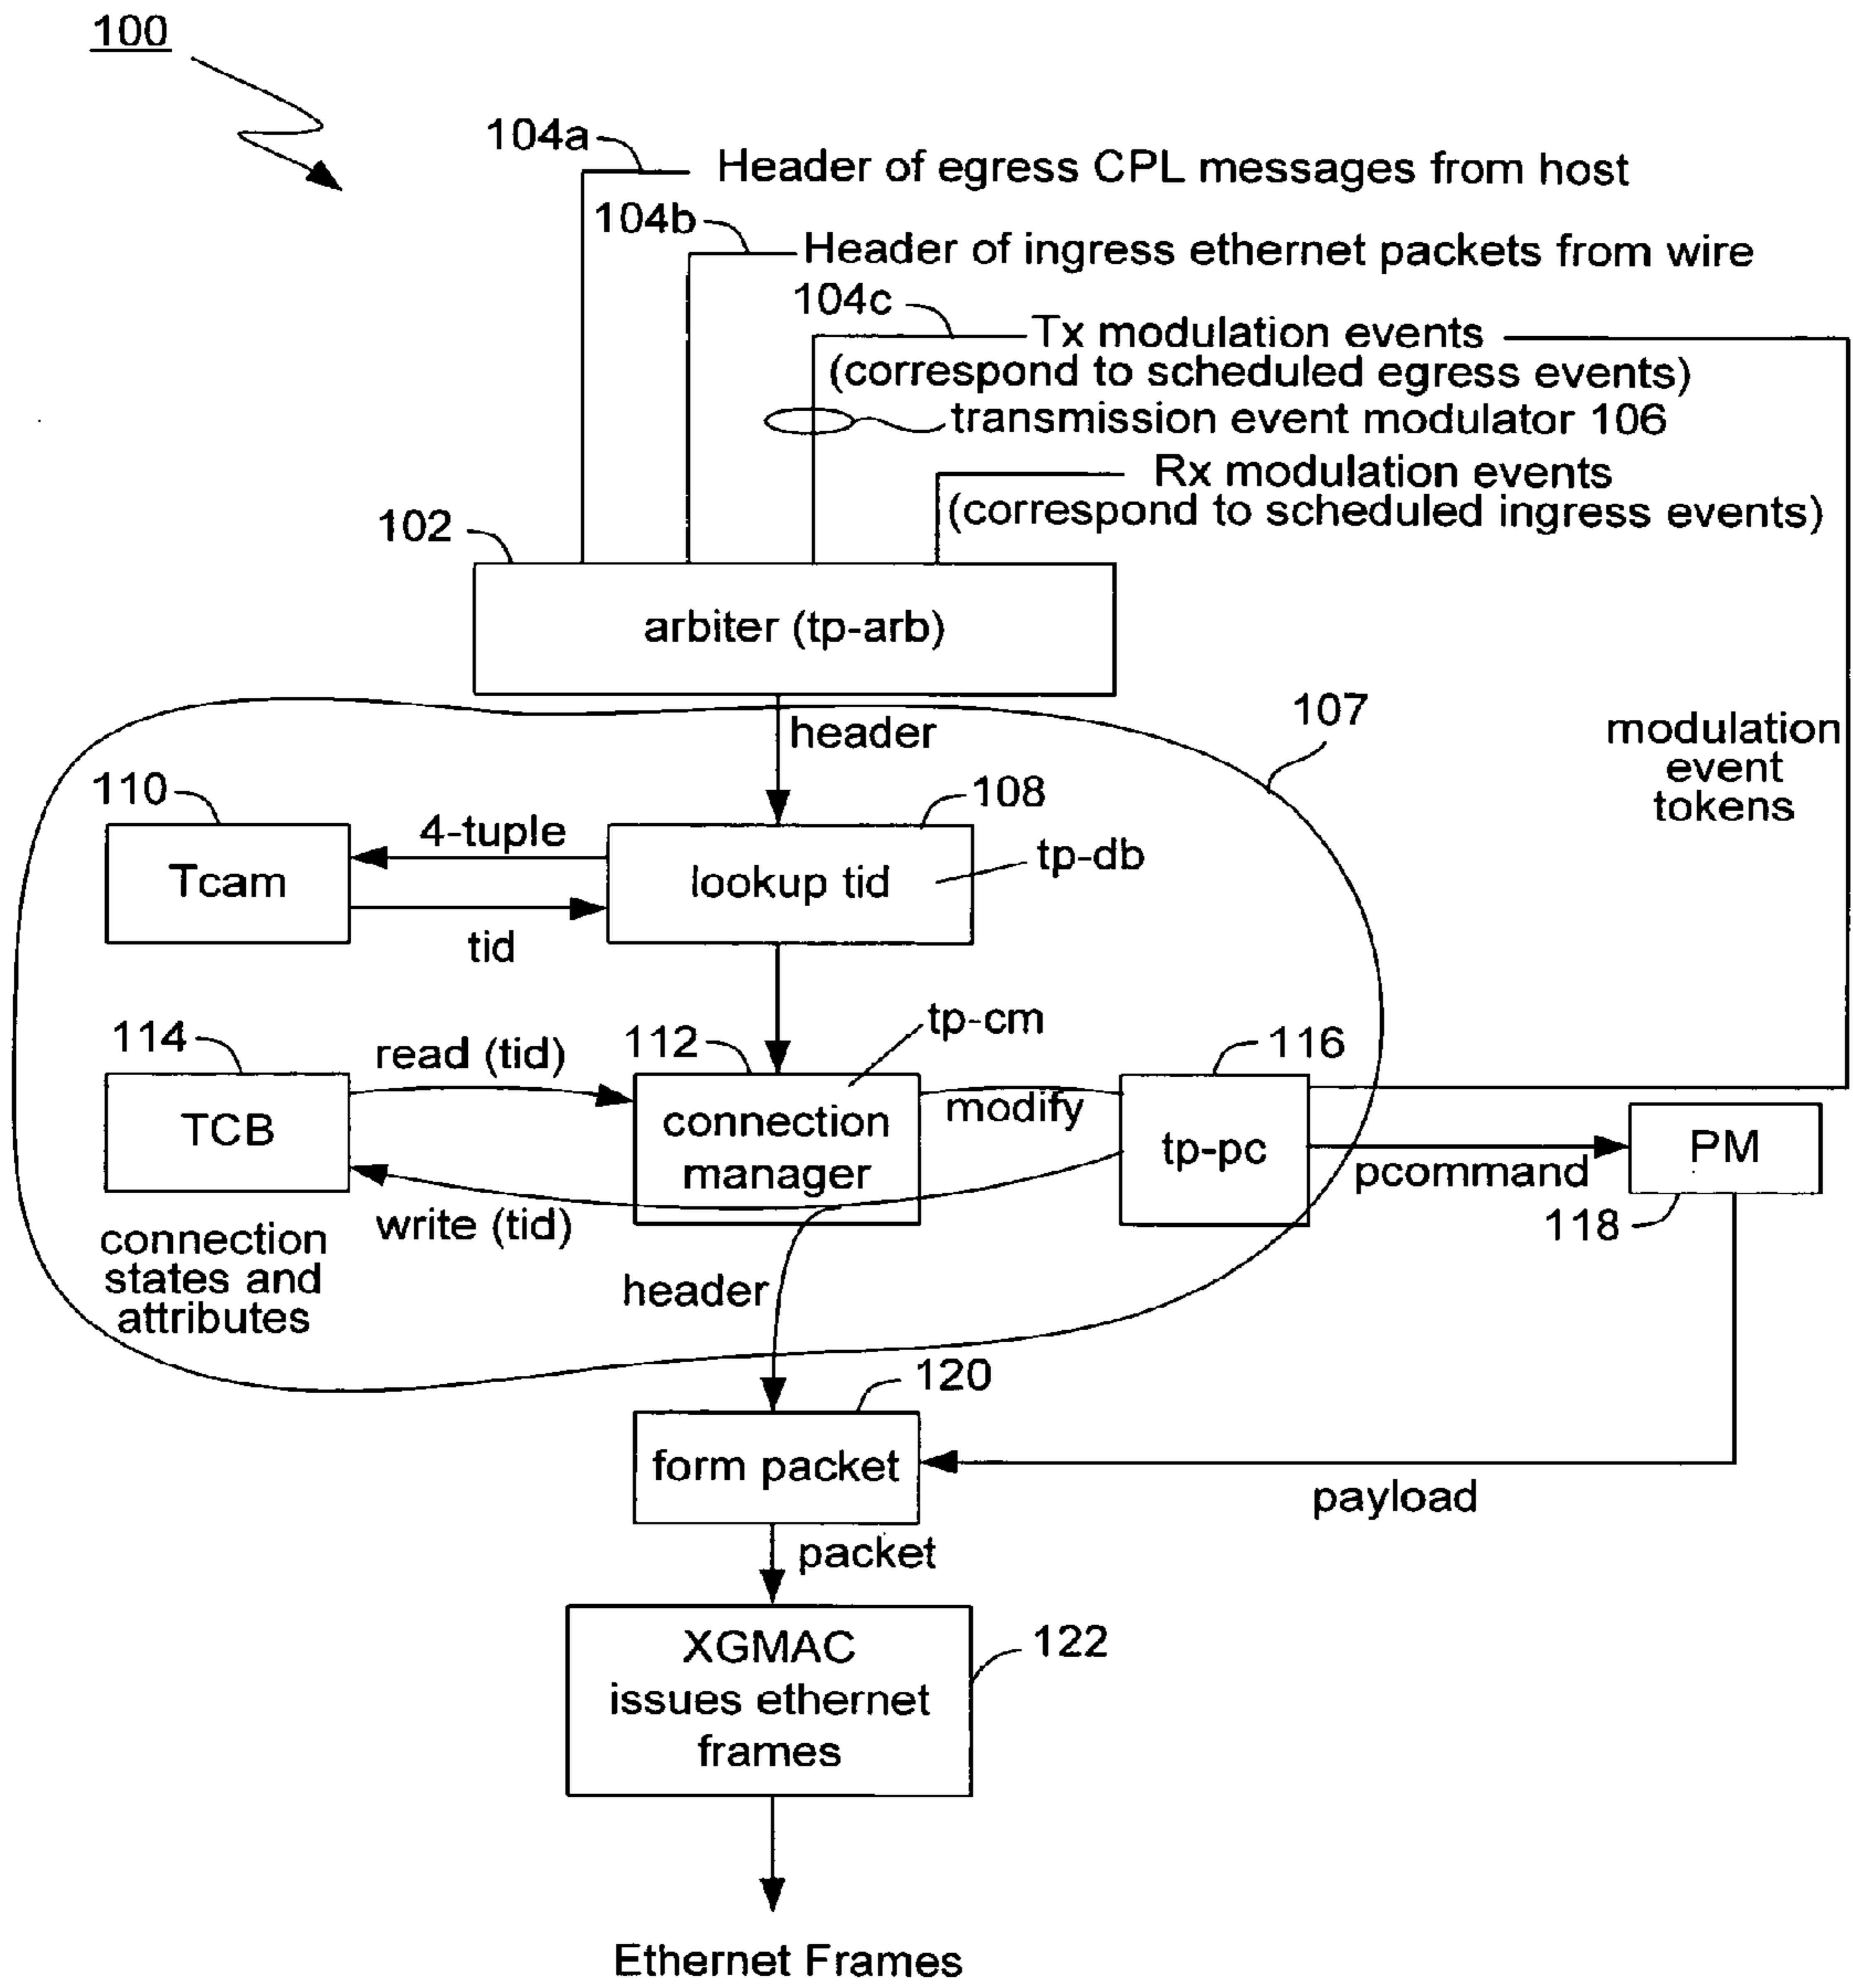 100
104a
Header of egress CPL messages from host
104b
Header of ingress ethernet packets from wire
104c
Tx modulation events
(correspond to scheduled egress events)
transmission event modulator 106
Rx modulation events
(correspond to scheduled ingress events)
102
arbiter (tp-arb)
header
107
modulation
event
tokens
110
108
4-tuple
tp-db
Tcam
lookup tid
tid
114
read (tid)
112
tp-cm
116
TCB
connection
manager
modify
tp-pc
pcommand
PM
118
write (tid)
connection
states and
attributes
header
120
form packet
payload
packet
XGMAC
issues ethernet
frames
122
Ethernet Frames